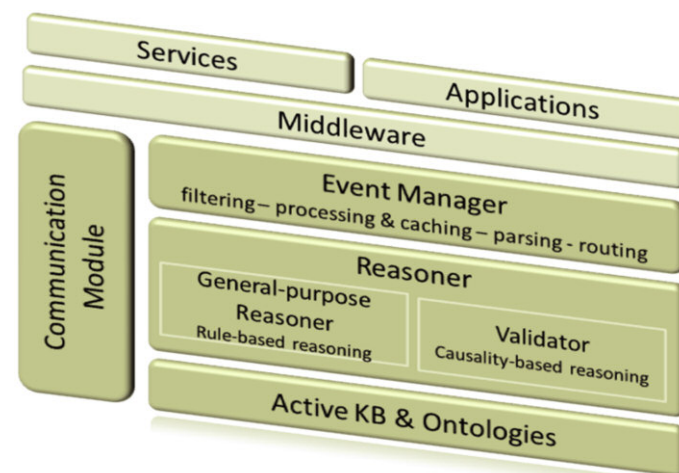 Services
Applications
Middleware
Communication
Module
Event Manager
filtering – processing & caching – parsing - routing
Reasoner
General-purpose
Reasoner
Rule-based reasoning
Validator
Causality-based reasoning
Active KB & Ontologies